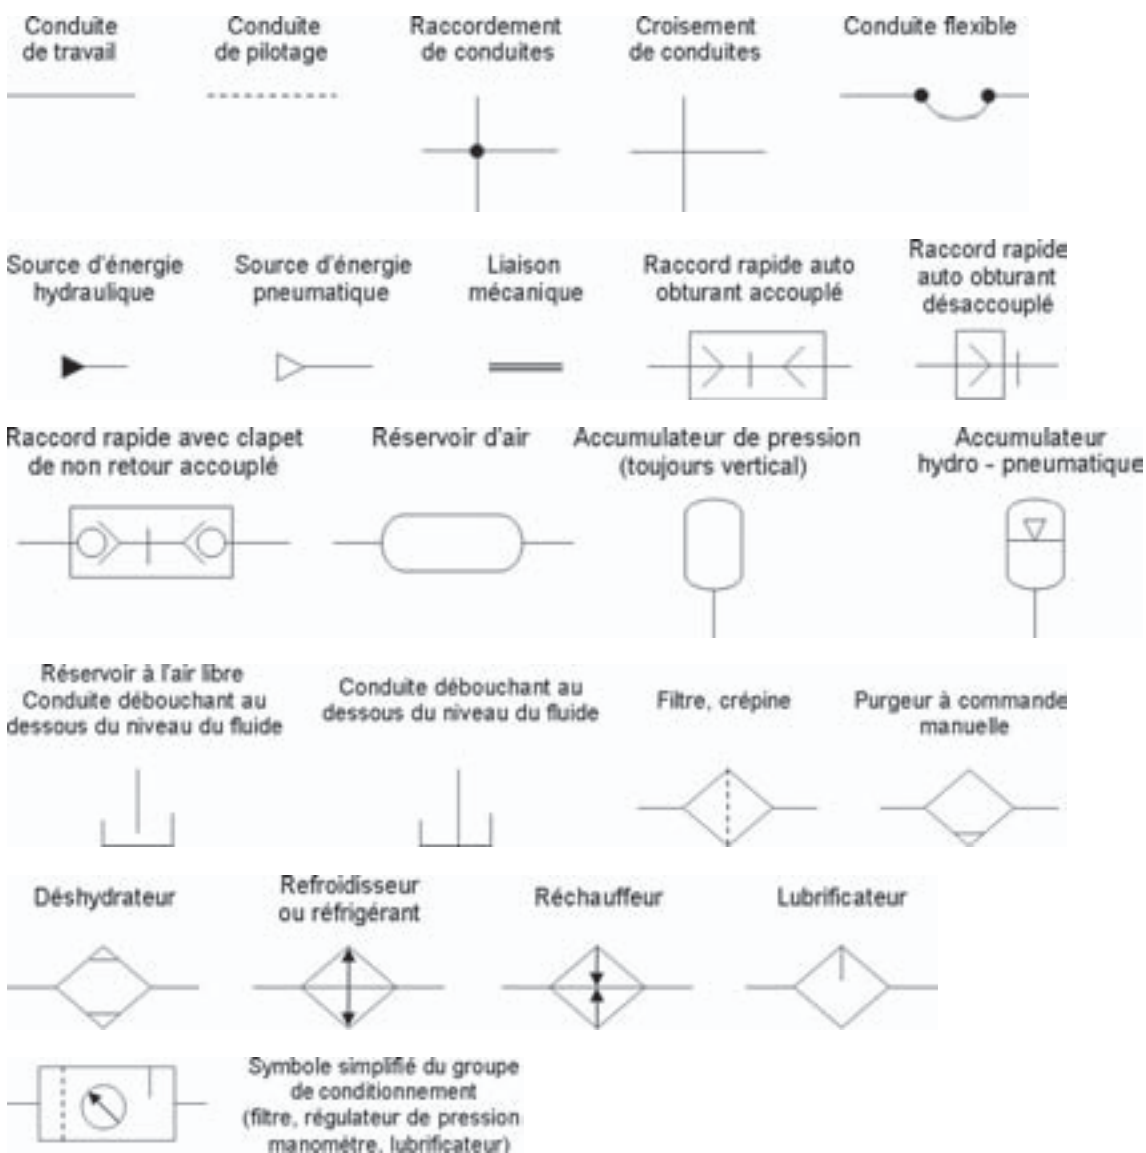 Conduite
de travail
Conduite
de pilotage
Raccordement
de conduites
Croisement
de conduites
Conduite flexible
Source d'énergie
hydraulique
Source d'énergie
pneumatique
Liaison
mécanique
Raccord rapide auto
obturant accouplé
Raccord rapide
auto obturant
désaccouplé
Raccord rapide avec clapet
de non retour accouplé
Réservoir d'air
Accumulateur de pression
(toujours vertical)
Accumulateur
hydro - pneumatique
Réservoir à l'air libre
Conduite débouchant au
dessous du niveau du fluide
Conduite débouchant au
dessous du niveau du fluide
Filtre, crépine
Purgeur à commande
manuelle
Déshydrateur
Refroidisseur
ou réfrigérant
Réchauffeur
Lubrificateur
Symbole simplifié du groupe
de conditionnement
(filtre, régulateur de pression
manomètre, lubrificateur)